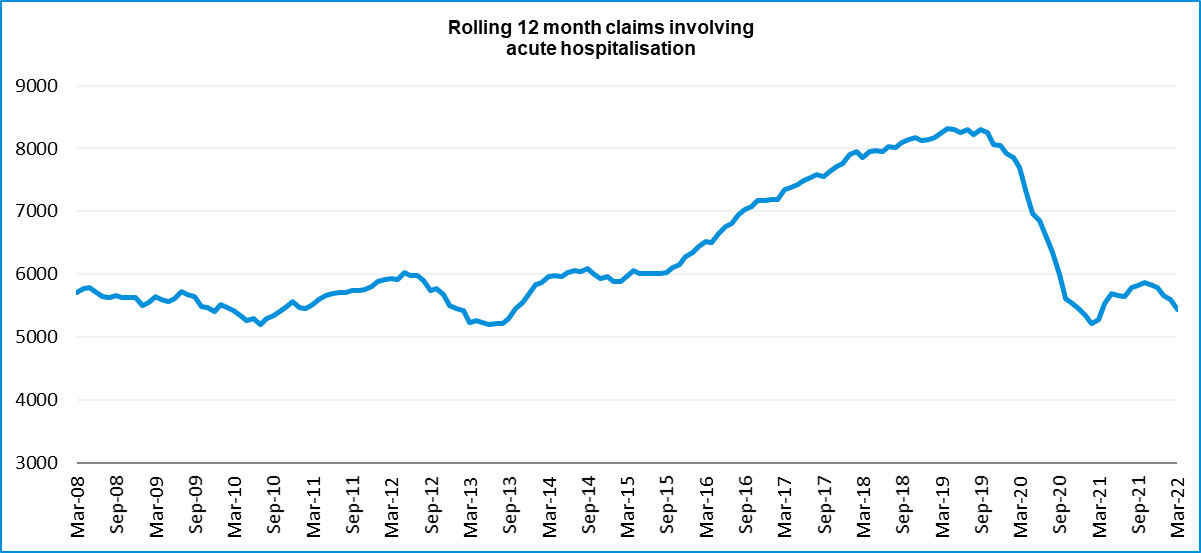 Rolling 12 month claims involving
acute hospitalisation
9000
8000
7000
6000
5000
4000
3000
Mar-08
Sep-08
Mar-09
Sep-09
Mar-10
Sep-10
Mar-11
Sep-11
Mar-12
Sep-12
Mar-13
Sep-13
Mar-14
Sep-14
Mar-15
Sep-15
Mar-16
Sep-16
Mar-17
Sep-17
Mar-18
Sep-18
Mar-19
Sep-19
Mar-20
Sep-20
Mar-21
Sep-21
Mar-22